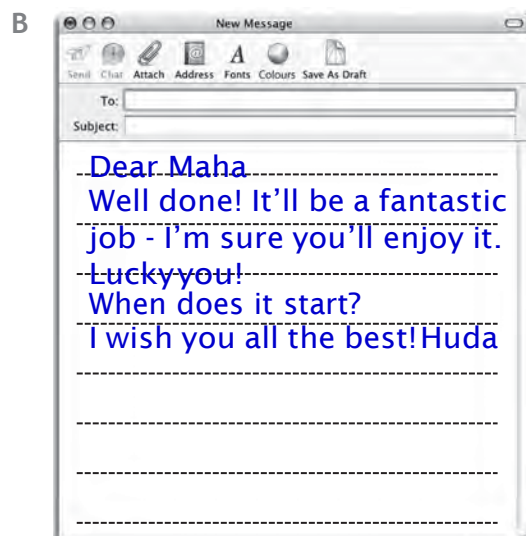 B
New Message
Send Chat Attach Address Fonts Colours Save As Draft
To:
Subject:
Dear Maha
Well done! It'll be a fantastic
job - I'm sure you'll enjoy it.
Luckyyou!
When does it start?
I wish you all the best!Huda